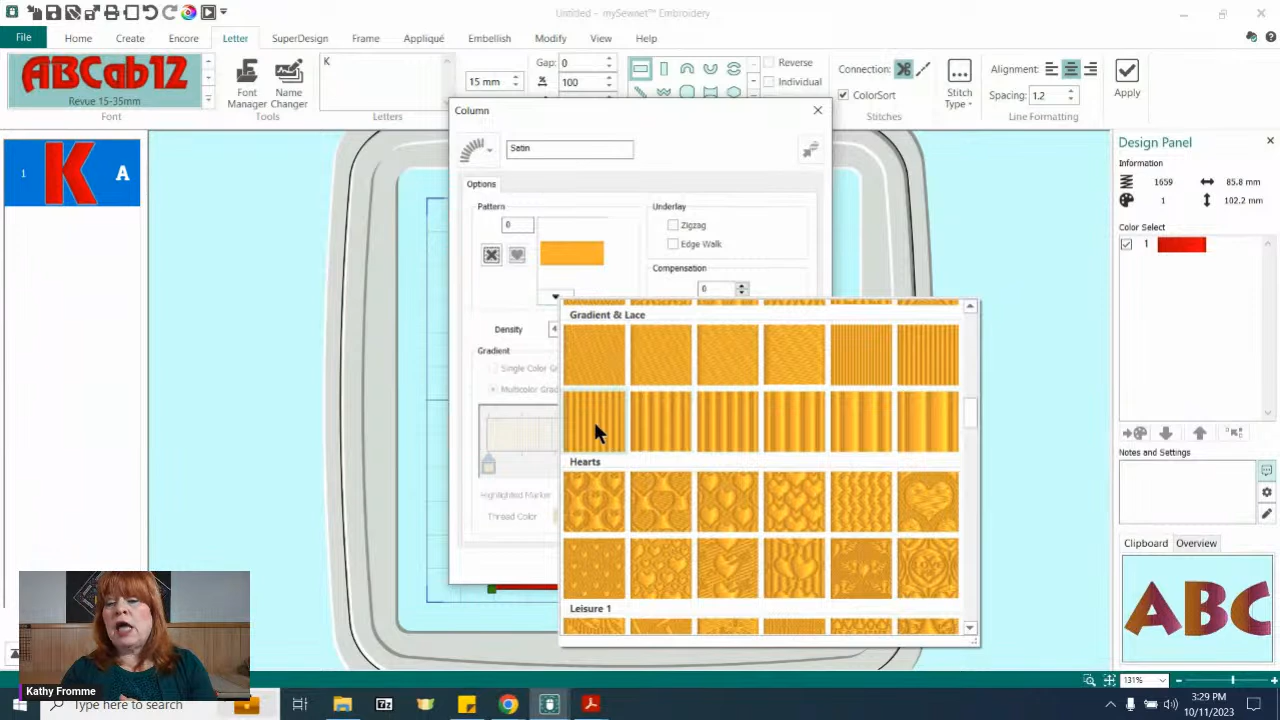 Untitled - mySewnet™ Embroidery
File Home Create Encore Letter SuperDesign Frame Appliqué Embellish Modify View Help
ABCab12
Revue 15-35mm
Font
Font Manager
Name Changer
Tools
K
Letters
15 mm
Gap: 0
100
Reverse
Individual
Connection:
ColorSort
Stitch Type
Stitches
Alignment:
Spacing: 1.2
Line Formatting
Apply
1 K A
Column
Satin
Options
Pattern
0
Underlay
Zigzag
Edge Walk
Compensation
0
Density 4
Gradient
Single Color G
Multicolor Grad
Highlighted Marker
Thread Color
Gradient & Lace
Hearts
Leisure 1
Design Panel
Information
1659 85.8 mm
1 102.2 mm
Color Select
1
Notes and Settings
Clipboard Overview
ABC
131%
Kathy Fromme
Type here to search
3:29 PM
10/11/2023